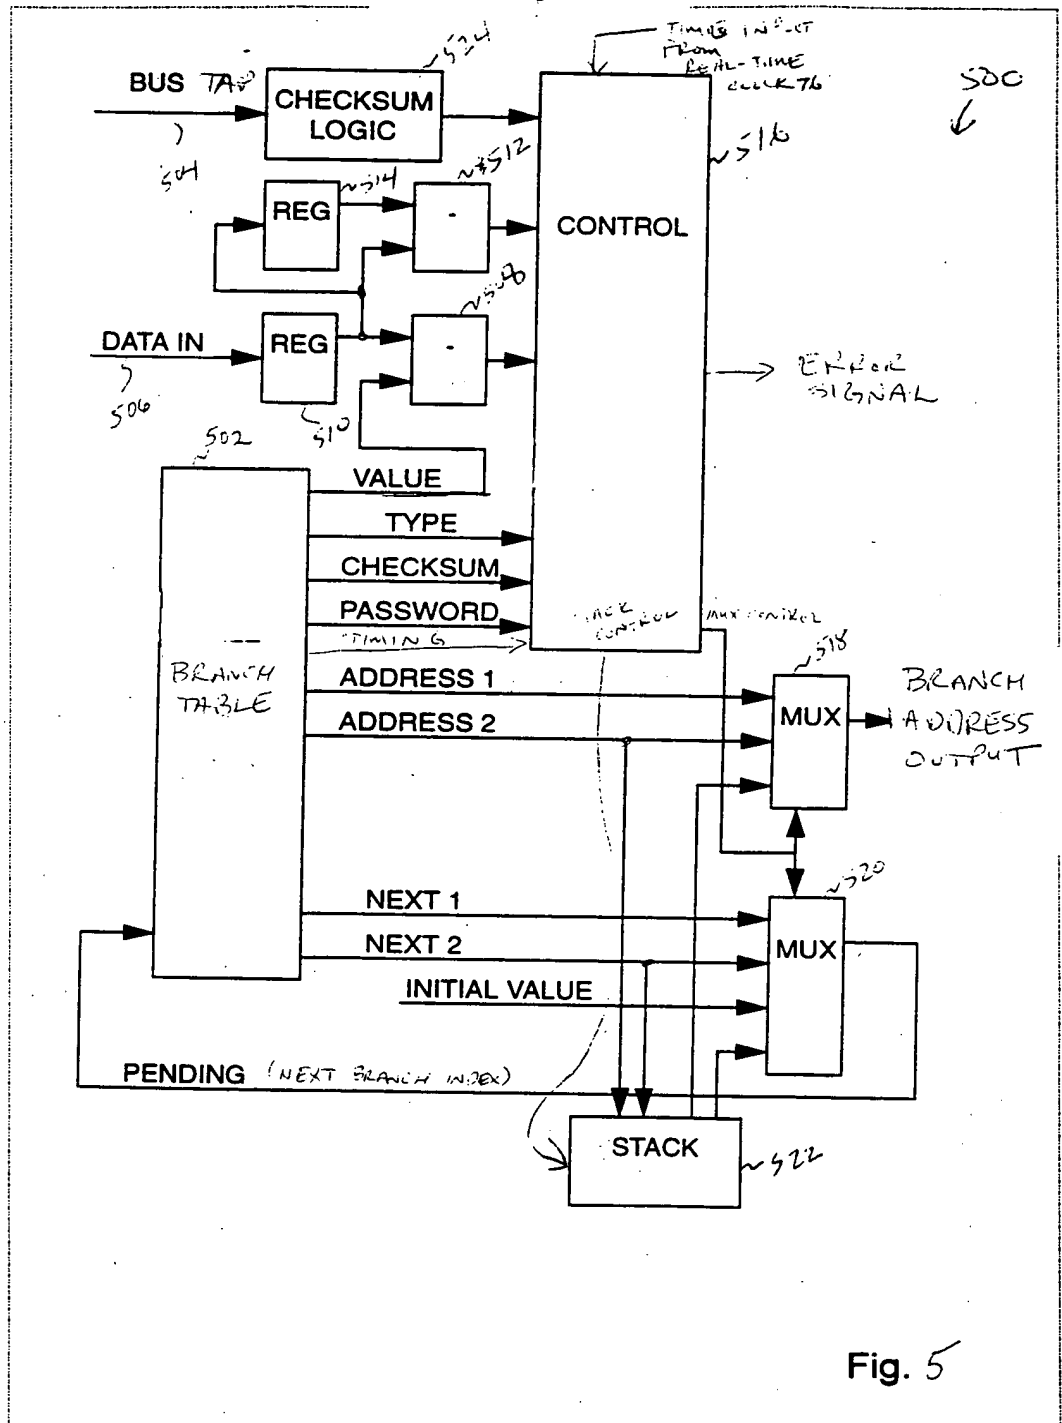 TIMER INPUT
FROM
REAL-TIME
CLOCK 76
524
500
BUS TAP
CHECKSUM
LOGIC
504
516
514
512
REG
-
CONTROL
508
DATA IN
REG
-
ERROR
SIGNAL
506
510
502
VALUE
TYPE
CHECKSUM
PASSWORD
TIMING
CONTROL
MUX CONTROL
518
BRANCH
TABLE
ADDRESS 1
ADDRESS 2
MUX
BRANCH
ADDRESS
OUTPUT
520
NEXT 1
NEXT 2
MUX
INITIAL VALUE
PENDING (NEXT BRANCH INDEX)
STACK
522
Fig. 5